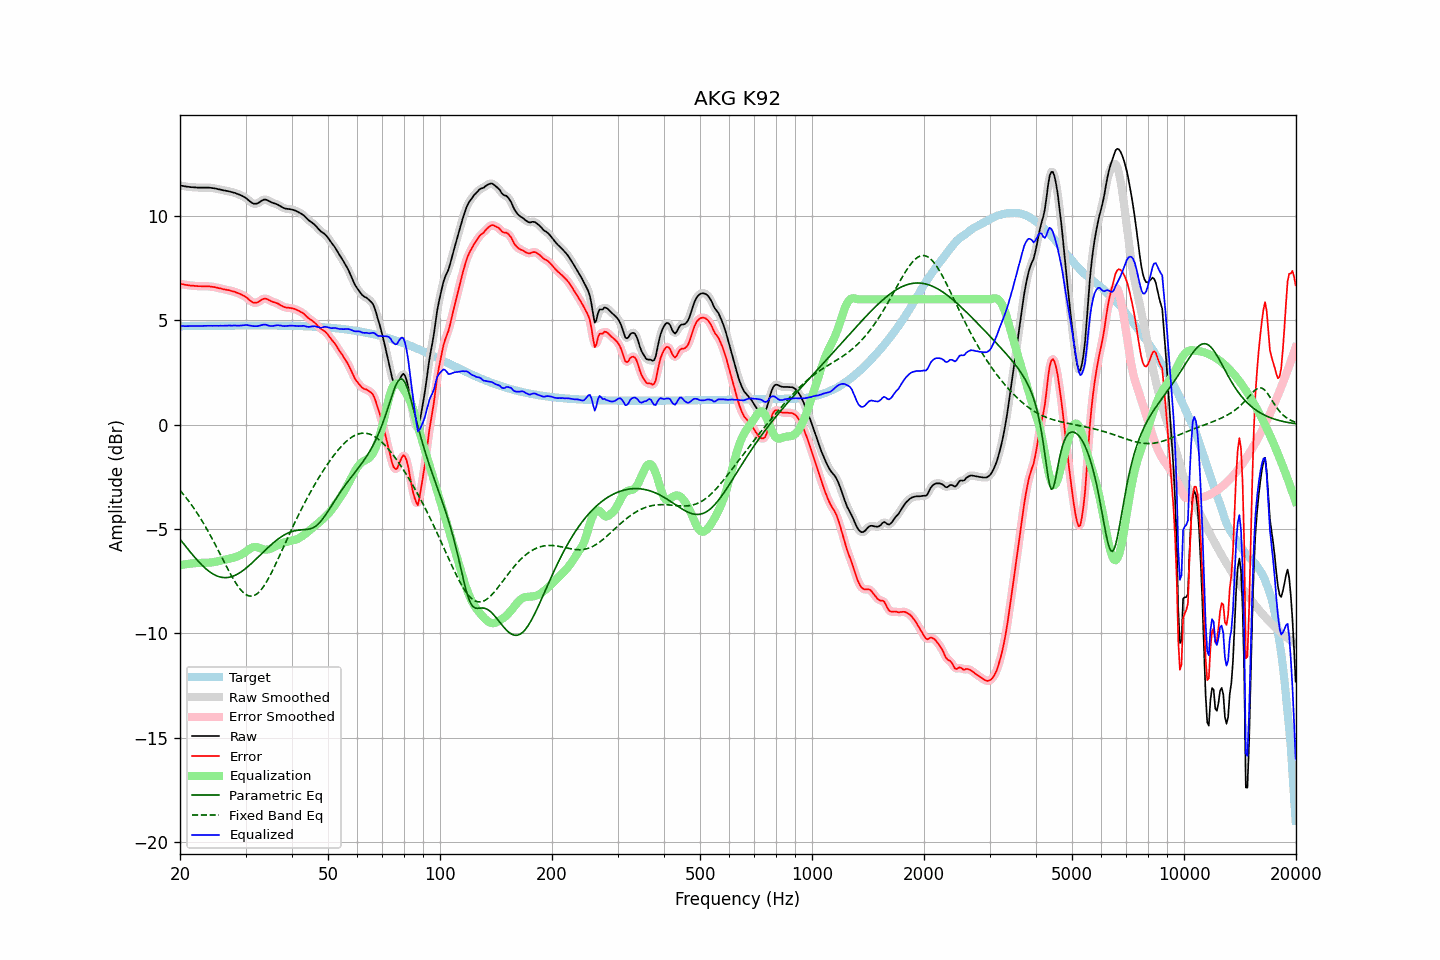 AKG K92
Amplitude (dBr)
10
5
0
−5
−10
−15
−20
Target
Raw Smoothed
Error Smoothed
Raw
Error
Equalization
Parametric Eq
Fixed Band Eq
Equalized
20 50 100 200 500 1000 2000 5000 10000 20000
Frequency (Hz)